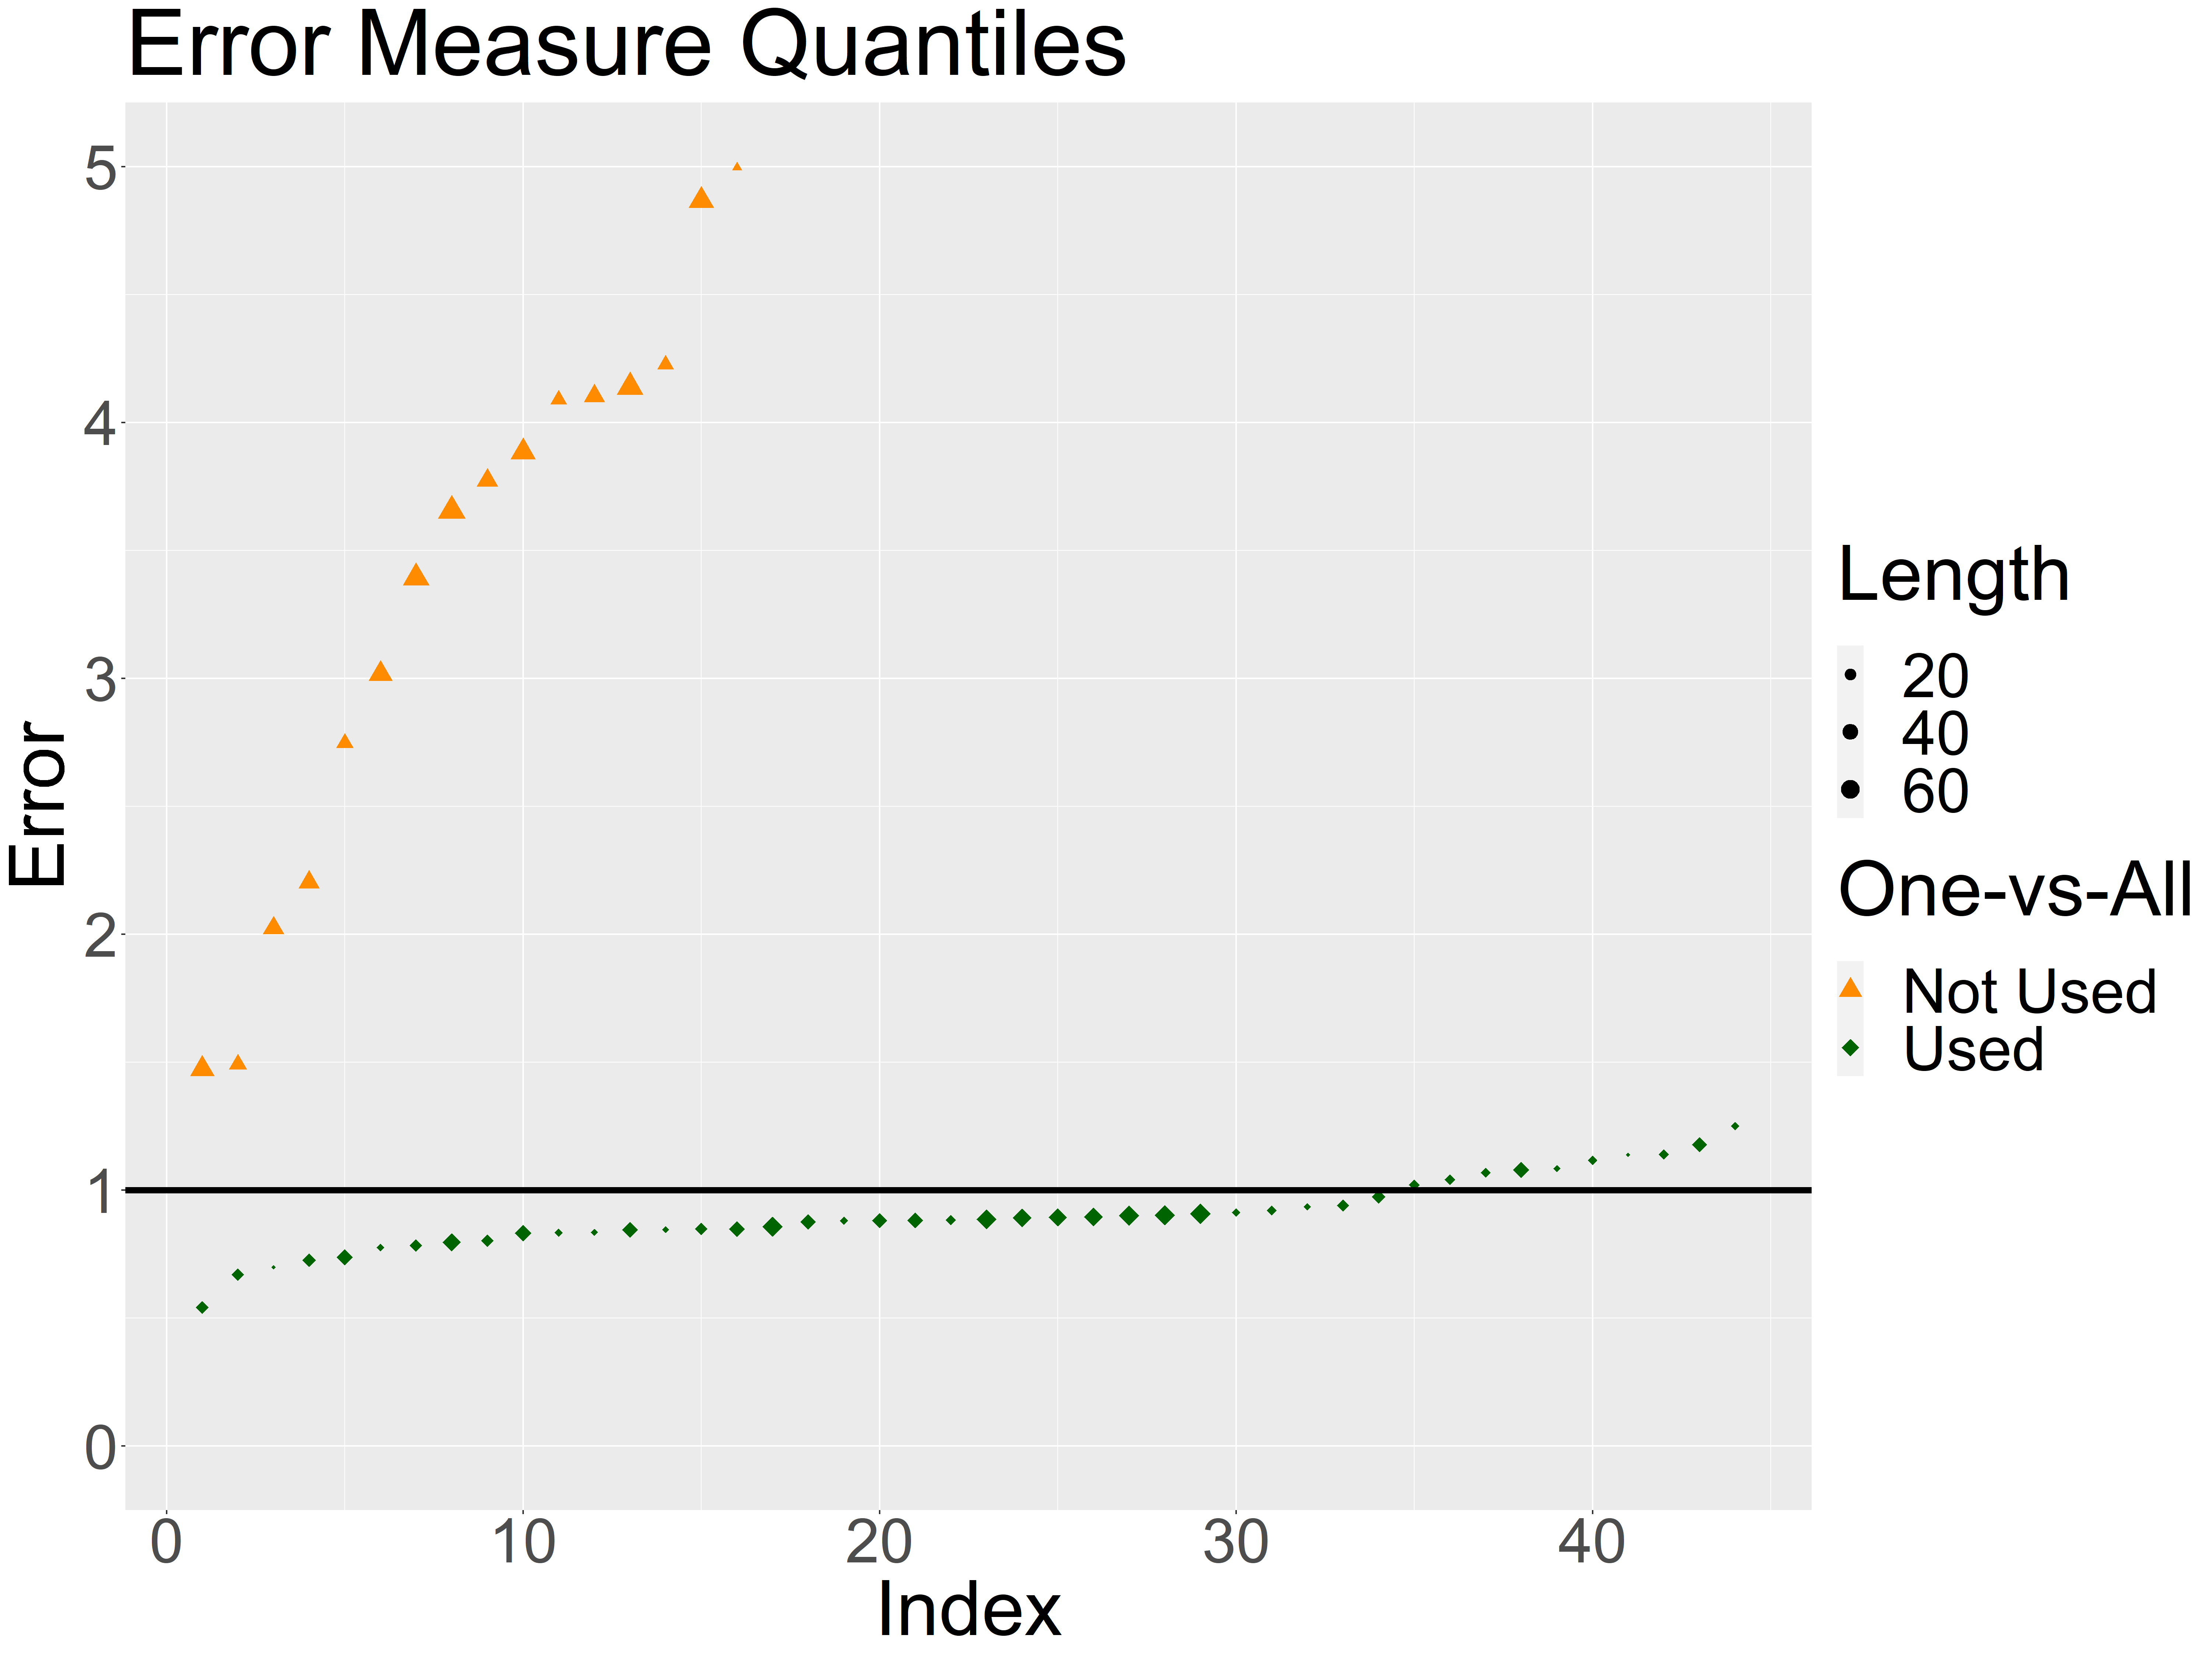 Error Measure Quantiles
Error
5
4
3
2
1
0
0 10 20 30 40
Index
Length
20
40
60
One-vs-All
Not Used
Used